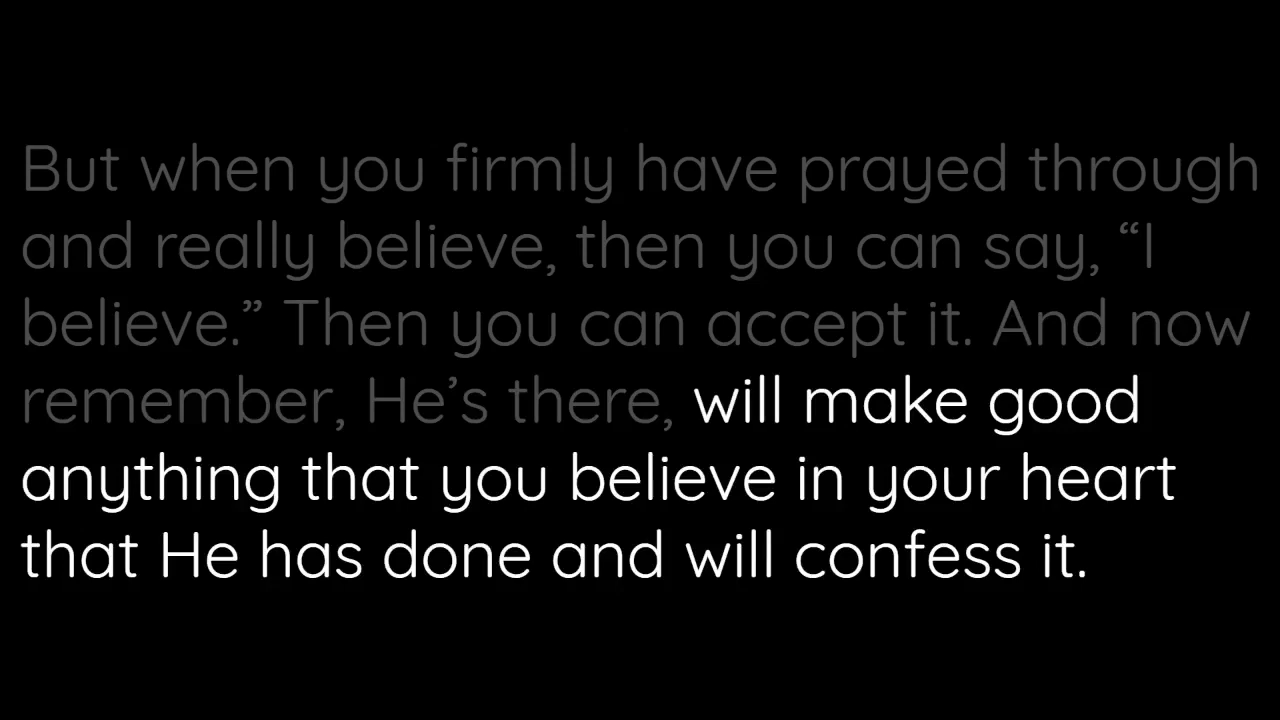 But when you firmly have prayed through
and really believe, then you can say, “I
believe.” Then you can accept it. And now
remember, He’s there, will make good
anything that you believe in your heart
that He has done and will confess it.